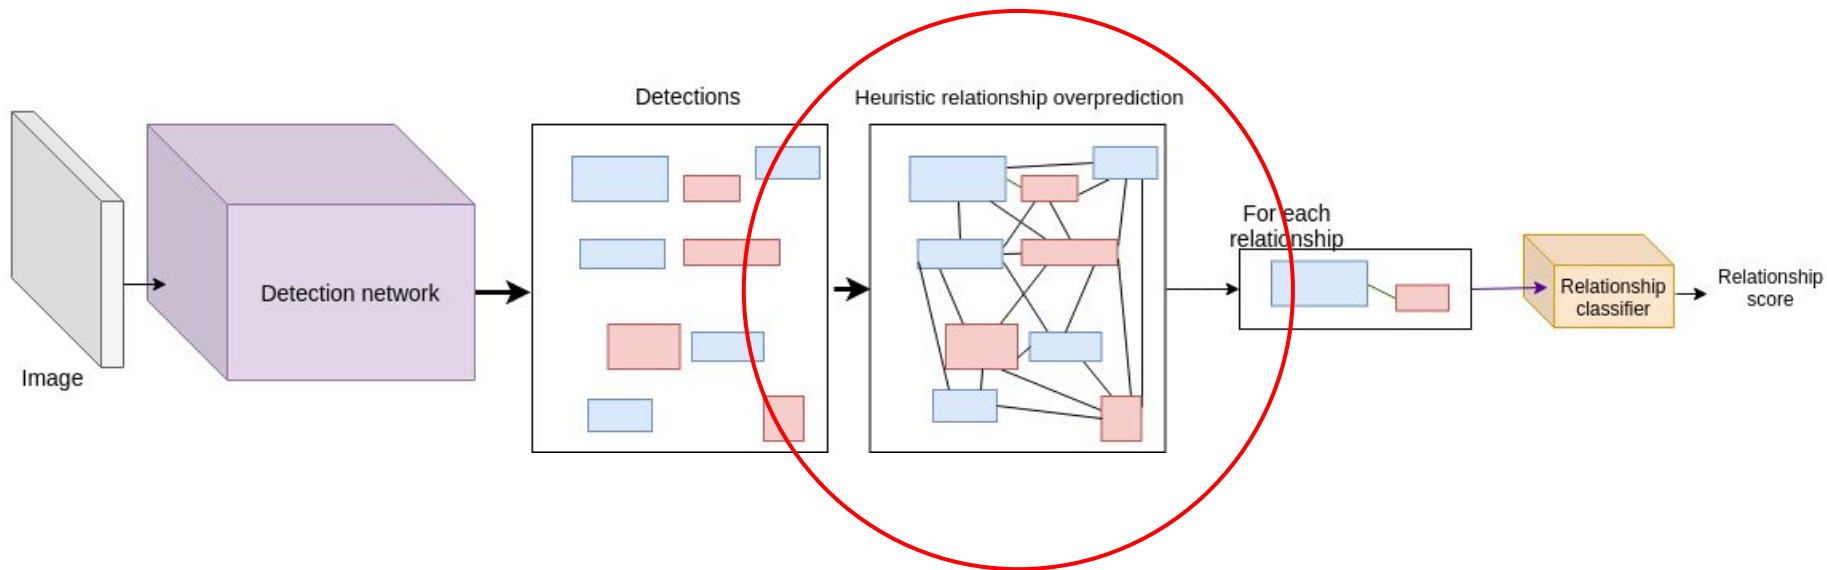 Image
Detection network
Detections
Heuristic relationship overprediction
For each
relationship
Relationship
classifier
Relationship
score